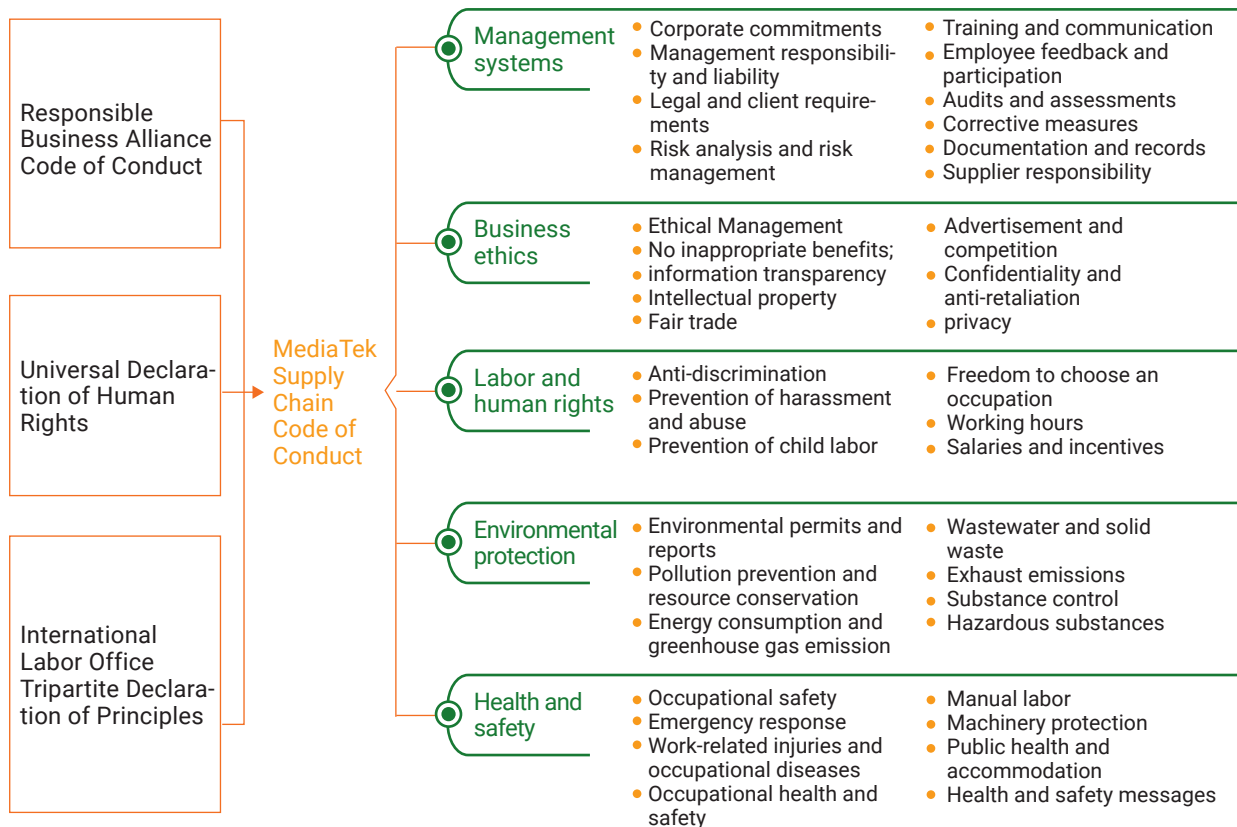 Responsible
Business Alliance
Code of Conduct
Universal Declara-
tion of Human
Rights
International
Labor Office
Tripartite Declara-
tion of Principles
MediaTek
Supply
Chain
Code of
Conduct
Management
systems
Corporate commitments
Management responsibil-
ity and liability
Legal and client require-
ments
Risk analysis and risk
management
Training and communication
Employee feedback and
participation
Audits and assessments
Corrective measures
Documentation and records
Supplier responsibility
Business
ethics
Ethical Management
No inappropriate benefits;
information transparency
Intellectual property
Fair trade
Advertisement and
competition
Confidentiality and
anti-retaliation
privacy
Labor and
human rights
Anti-discrimination
Prevention of harassment
and abuse
Prevention of child labor
Freedom to choose an
occupation
Working hours
Salaries and incentives
Environmental
protection
Environmental permits and
reports
Pollution prevention and
resource conservation
Energy consumption and
greenhouse gas emission
Wastewater and solid
waste
Exhaust emissions
Substance control
Hazardous substances
Health and
safety
Occupational safety
Emergency response
Work-related injuries and
occupational diseases
Occupational health and
safety
Manual labor
Machinery protection
Public health and
accommodation
Health and safety messages